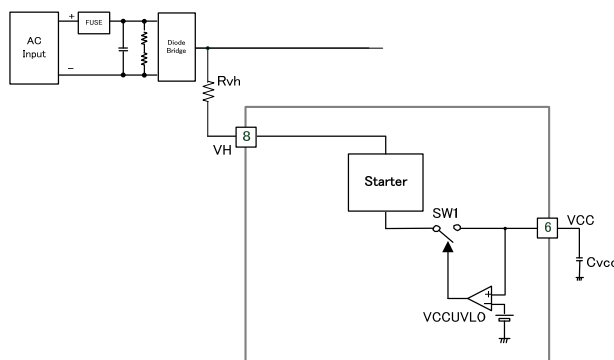 AC
Input
+
−
FUSE
Diode
Bridge
Rvh
VH
8
Starter
SW1
6
VCC
Cvcc
VCCUVLO
+
−